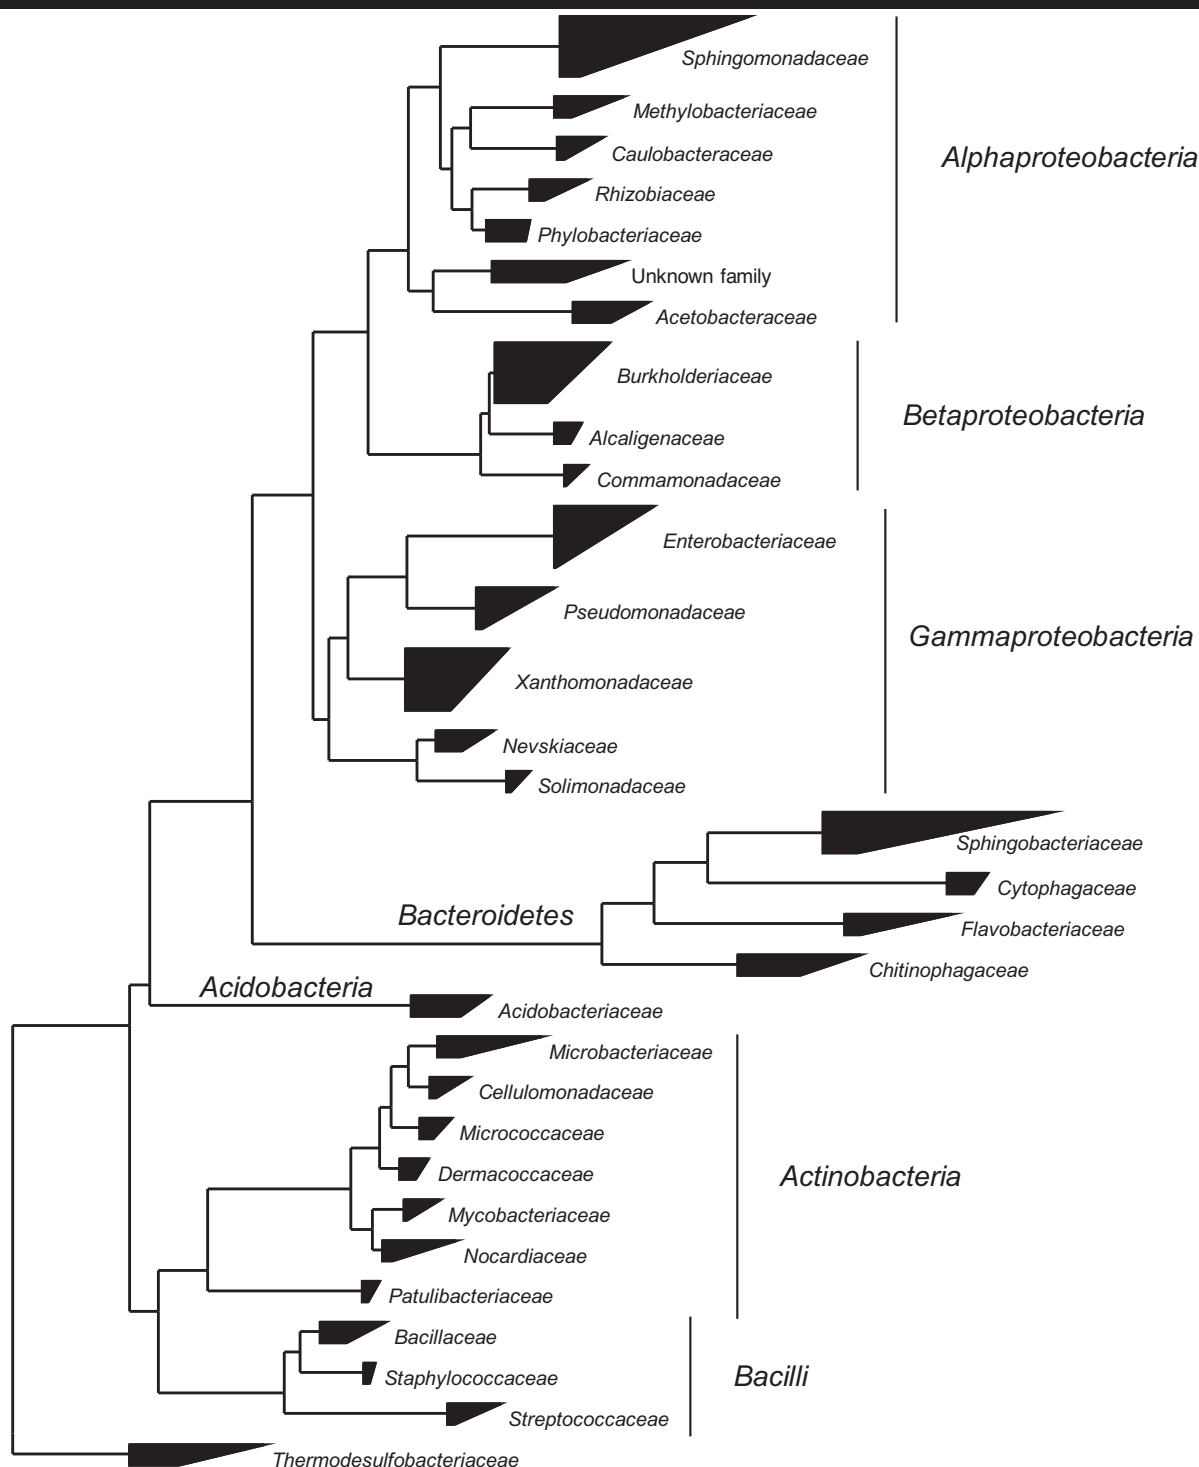 Sphingomonadaceae
Methylobacteriaceae
Caulobacteraceae
Alphaproteobacteria
Rhizobiaceae
Phylobacteriaceae
Unknown family
Acetobacteraceae
Burkholderiaceae
Betaproteobacteria
Alcaligenaceae
Commamonadaceae
Enterobacteriaceae
Pseudomonadaceae
Gammaproteobacteria
Xanthomonadaceae
Nevskiaceae
Solimonadaceae
Sphingobacteriaceae
Cytophagaceae
Bacteroidetes
Flavobacteriaceae
Chitinophagaceae
Acidobacteria
Acidobacteriaceae
Microbacteriaceae
Cellulomonadaceae
Micrococcaceae
Dermacoccaceae
Actinobacteria
Mycobacteriaceae
Nocardiaceae
Patulibacteriaceae
Bacillaceae
Staphylococcaceae
Bacilli
Streptococcaceae
Thermodesulfobacteriaceae